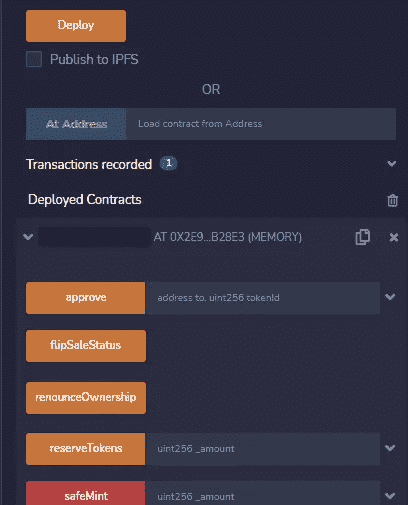 Deploy
Publish to IPFS
OR
At Address Load contract from Address
Transactions recorded 1
Deployed Contracts
AT 0X2E9...B28E3 (MEMORY)
approve address to, uint256 tokenId
flipSaleStatus
renounceOwnership
reserveTokens uint256 _amount
safeMint uint256 _amount